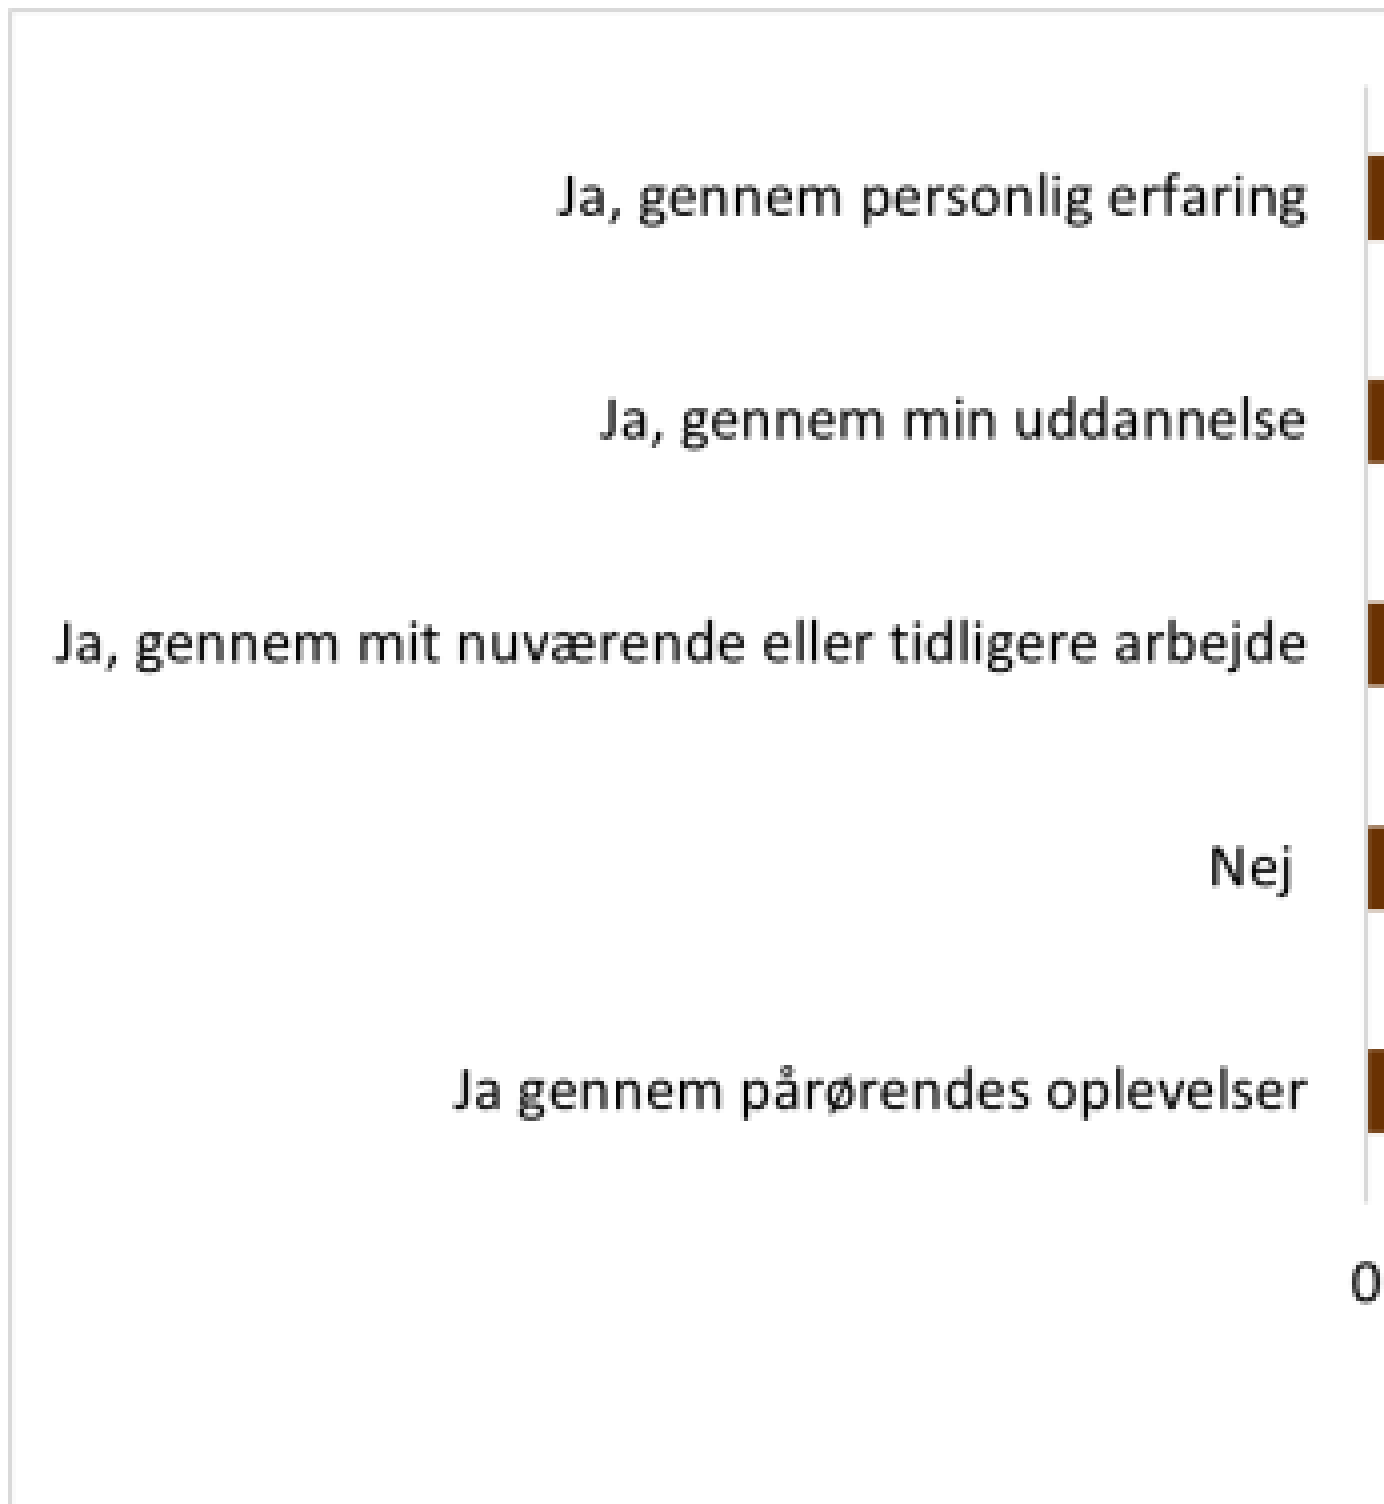 Ja, gennem personlig erfaring
Ja, gennem min uddannelse
Ja, gennem mit nuværende eller tidligere arbejde
Nej
Ja gennem pårørendes oplevelser
0